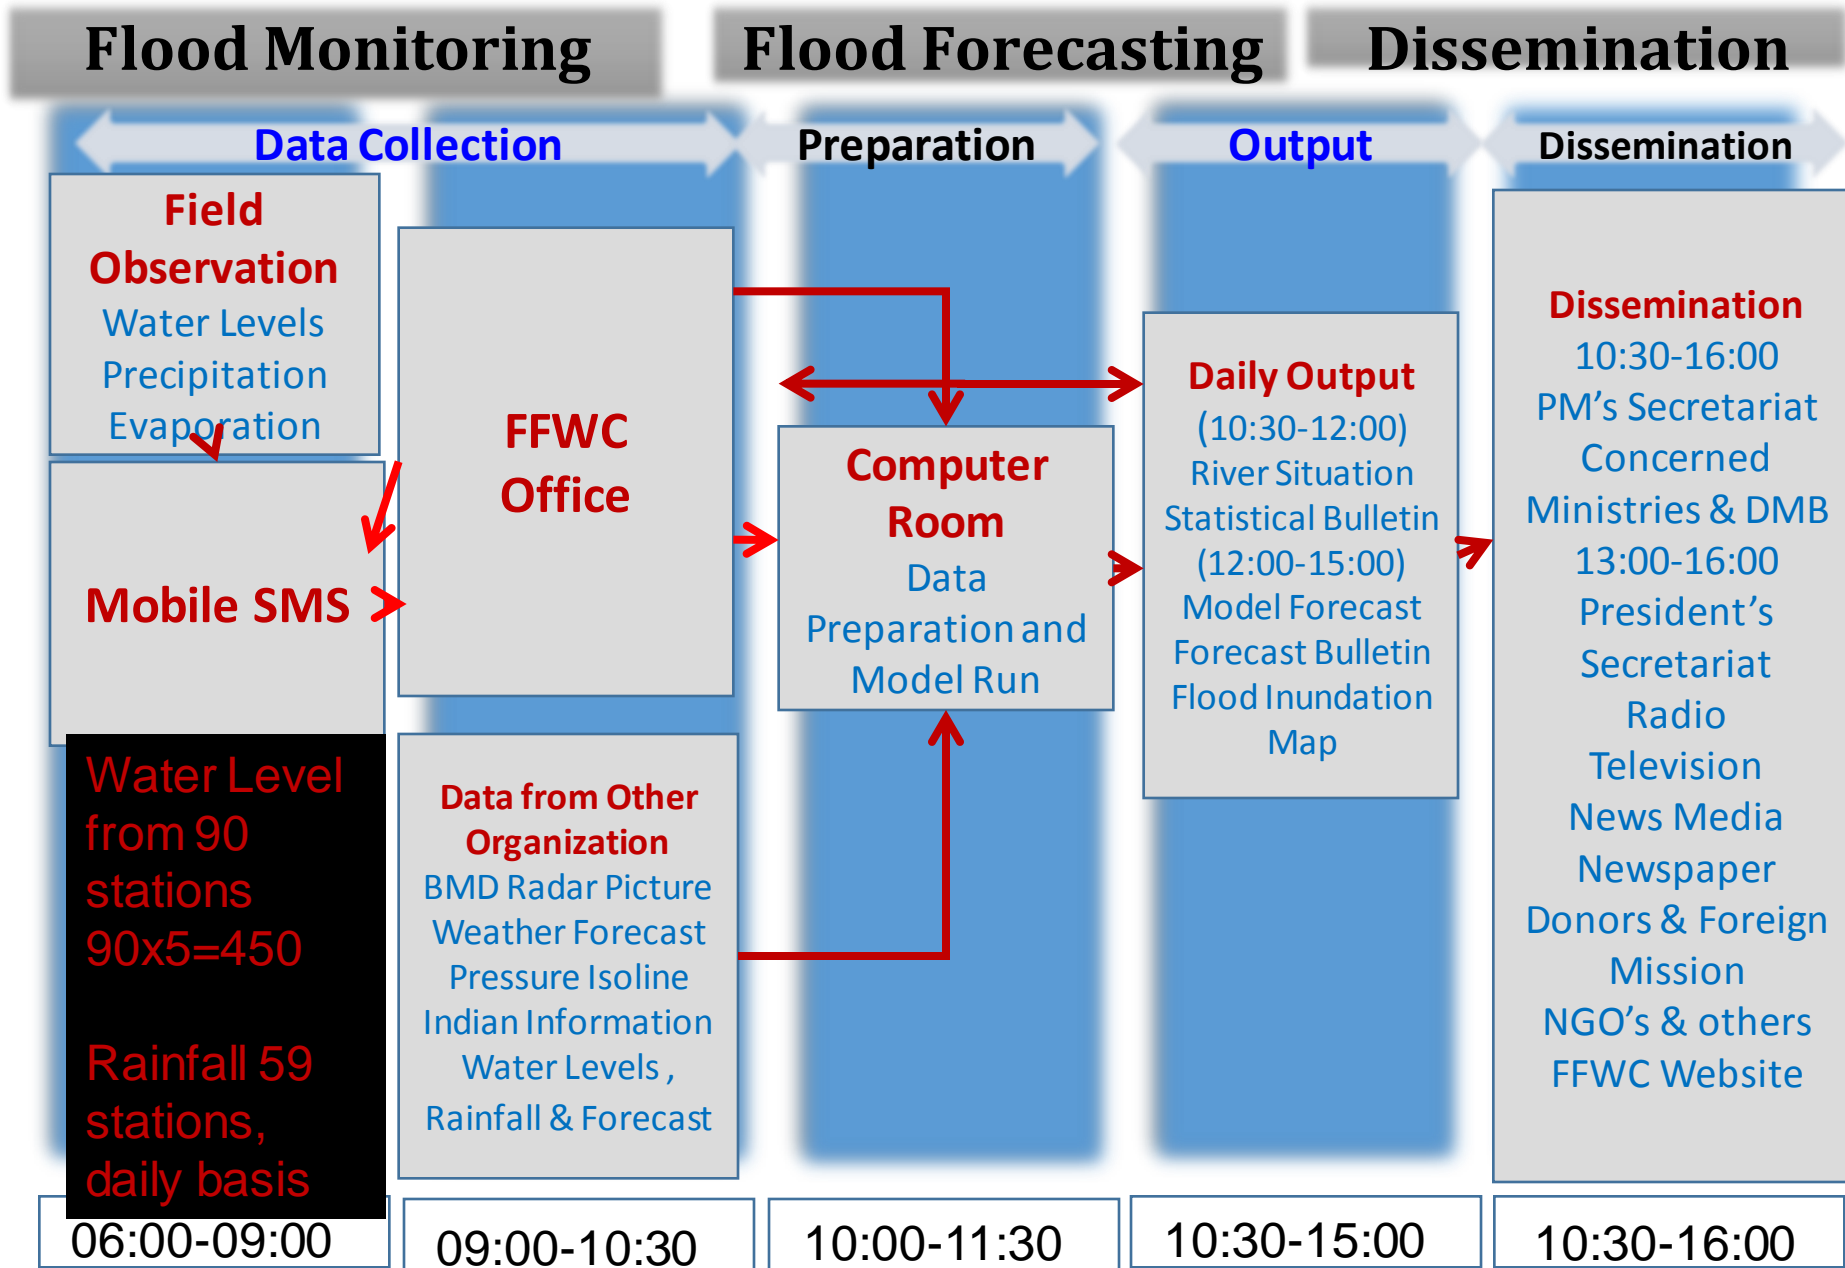 Flood Monitoring
Flood Forecasting
Dissemination
Data Collection
Preparation
Output
Dissemination
Field
Observation
Water Levels
Precipitation
Evaporation
Mobile SMS
Water Level
from 90
stations
90x5=450
Rainfall 59
stations,
daily basis
FFWC
Office
Data from Other
Organization
BMD Radar Picture
Weather Forecast
Pressure Isoline
Indian Information
Water Levels ,
Rainfall & Forecast
Computer
Room
Data
Preparation and
Model Run
Daily Output
(10:30-12:00)
River Situation
Statistical Bulletin
(12:00-15:00)
Model Forecast
Forecast Bulletin
Flood Inundation
Map
Dissemination
10:30-16:00
PM’s Secretariat
Concerned
Ministries & DMB
13:00-16:00
President’s
Secretariat
Radio
Television
News Media
Newspaper
Donors & Foreign
Mission
NGO’s & others
FFWC Website
06:00-09:00
09:00-10:30
10:00-11:30
10:30-15:00
10:30-16:00